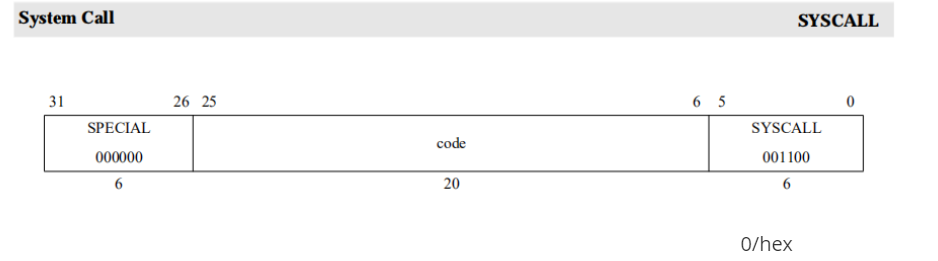 System Call SYSCALL
31 26 25 6 5 0
SPECIAL code SYSCALL
000000 001100
6 20 6
0/hex